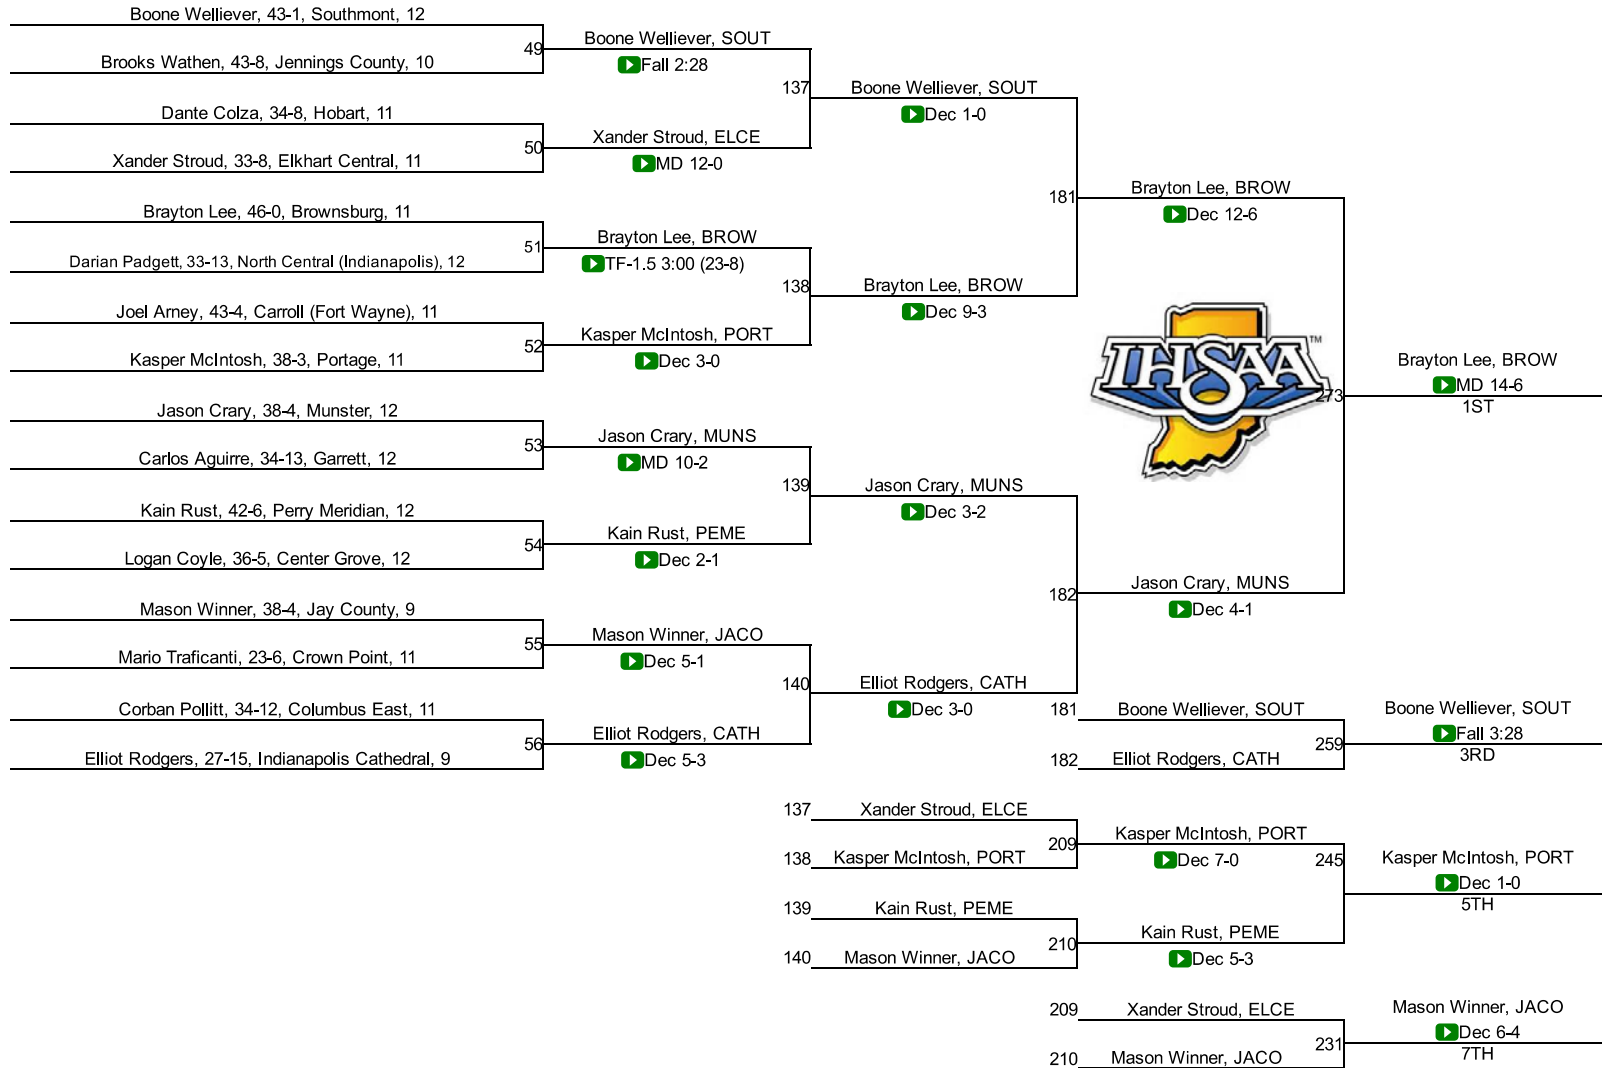 Boone Welliever, 43-1, Southmont, 12
49
Boone Welliever, SOUT
Fall 2:28
Brooks Wathen, 43-8, Jennings County, 10
137
Boone Welliever, SOUT
Dec 1-0
Dante Colza, 34-8, Hobart, 11
50
Xander Stroud, ELCE
MD 12-0
Xander Stroud, 33-8, Elkhart Central, 11
181
Brayton Lee, BROW
Dec 12-6
Brayton Lee, 46-0, Brownsburg, 11
51
Brayton Lee, BROW
TF-1.5 3:00 (23-8)
Darian Padgett, 33-13, North Central (Indianapolis), 12
138
Brayton Lee, BROW
Dec 9-3
Joel Arney, 43-4, Carroll (Fort Wayne), 11
52
Kasper McIntosh, PORT
Dec 3-0
Kasper McIntosh, 38-3, Portage, 11
IHSAA
TM
273
Brayton Lee, BROW
MD 14-6
1ST
Jason Crary, 38-4, Munster, 12
53
Jason Crary, MUNS
MD 10-2
Carlos Aguirre, 34-13, Garrett, 12
139
Jason Crary, MUNS
Dec 3-2
Kain Rust, 42-6, Perry Meridian, 12
54
Kain Rust, PEME
Dec 2-1
Logan Coyle, 36-5, Center Grove, 12
182
Jason Crary, MUNS
Dec 4-1
Mason Winner, 38-4, Jay County, 9
55
Mason Winner, JACO
Dec 5-1
Mario Traficanti, 23-6, Crown Point, 11
140
Elliot Rodgers, CATH
Dec 3-0
Corban Pollitt, 34-12, Columbus East, 11
56
Elliot Rodgers, CATH
Dec 5-3
Elliot Rodgers, 27-15, Indianapolis Cathedral, 9
181
Boone Welliever, SOUT
259
182
Elliot Rodgers, CATH
Boone Welliever, SOUT
Fall 3:28
3RD
137
Xander Stroud, ELCE
209
138
Kasper McIntosh, PORT
Kasper McIntosh, PORT
Dec 7-0
245
Kasper McIntosh, PORT
Dec 1-0
5TH
139
Kain Rust, PEME
210
140
Mason Winner, JACO
Kain Rust, PEME
Dec 5-3
209
Xander Stroud, ELCE
231
210
Mason Winner, JACO
Mason Winner, JACO
Dec 6-4
7TH